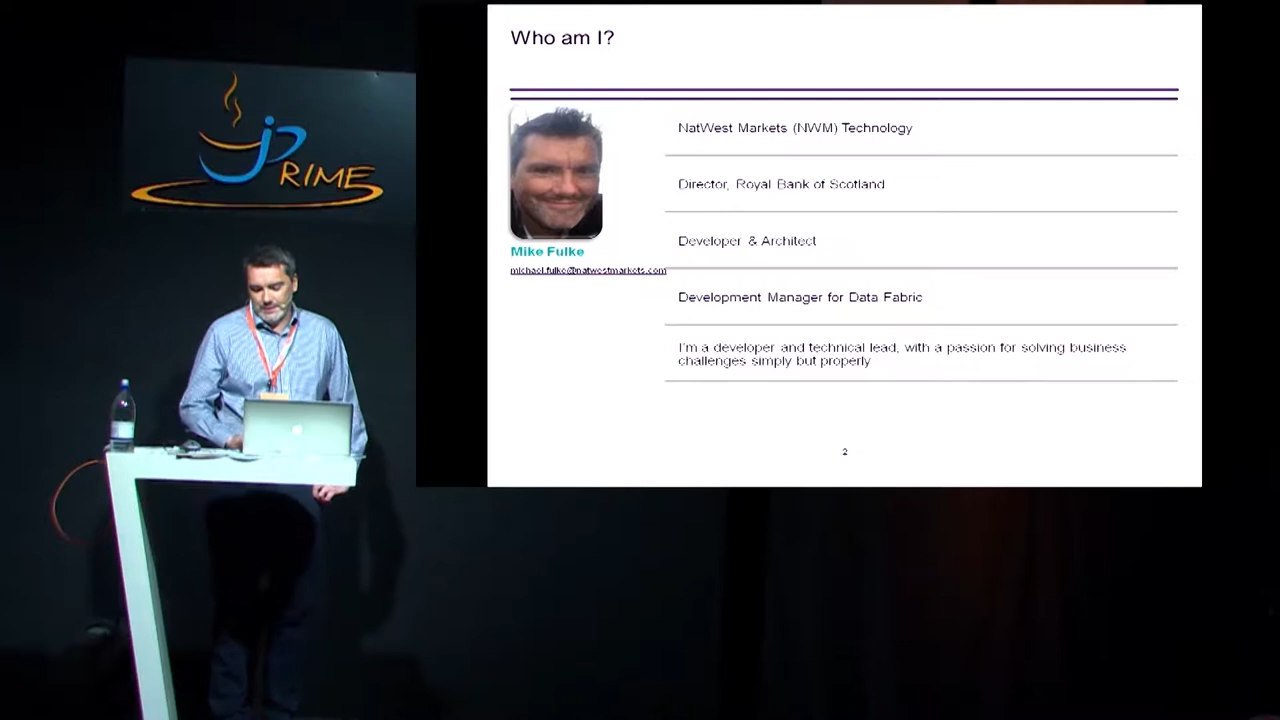 Who am I?
jPRIME
NatWest Markets (NWM) Technology
Director, Royal Bank of Scotland
Mike Fulke
michael.fulke@natwestmarkets.com
Developer & Architect
Development Manager for Data Fabric
I'm a developer and technical lead, with a passion for solving business
challenges simply but properly
2